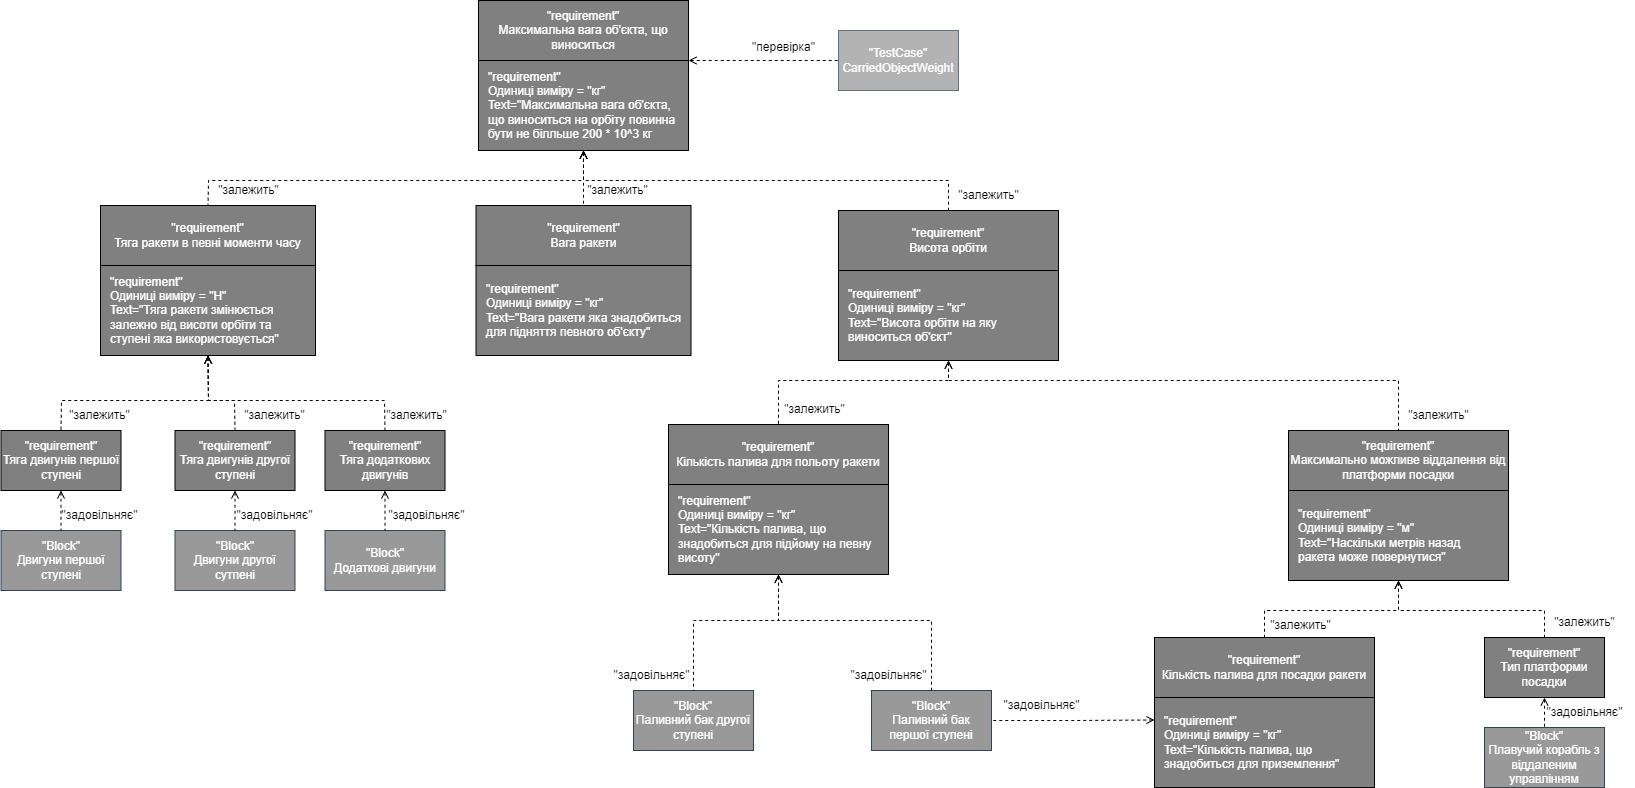 "requirement"
Максимальна вага об'єкта, що
виноситься
"requirement"
Одиниці виміру = "кг"
Text="Максимальна вага об'єкта,
що виноситься на орбіту повинна
бути не білльше 200 * 10^3 кг
"перевірка"
"TestCase"
CarriedObjectWeight
"залежить"
"залежить"
"залежить"
"requirement"
Тяга ракети в певні моменти часу
"requirement"
Одиниці виміру = "Н"
Text="Тяга ракети змінюється
залежно від висоти орбіти та
ступені яка використовується"
"requirement"
Вага ракети
"requirement"
Одиниці виміру = "кг"
Text="Вага ракети яка знадобиться
для підняття певного об'єкту"
"requirement"
Висота орбіти
"requirement"
Одиниці виміру = "кг"
Text="Висота орбіти на яку
виноситься об'єкт"
"залежить"
"залежить"
"залежить"
"requirement"
Тяга двигунів першої
ступені
"requirement"
Тяга двигунів другої
ступені
"requirement"
Тяга додаткових
двигунів
"задовільняє"
"задовільняє"
"задовільняє"
"Block"
Двигуни першої
ступені
"Block"
Двигуни другої
сутпені
"Block"
Додаткові двигуни
"залежить"
"залежить"
"requirement"
Кількість палива для польоту ракети
"requirement"
Одиниці виміру = "кг"
Text="Кількість палива, що
знадобиться для підйому на певну
висоту"
"requirement"
Максимально можливе віддалення від
платформи посадки
"requirement"
Одиниці виміру = "м"
Text="Наскільки метрів назад
ракета може повернутися"
"задовільняє"
"задовільняє"
"Block"
Паливний бак другої
ступені
"Block"
Паливний бак
першої ступені
"задовільняє"
"залежить"
"залежить"
"requirement"
Кількість палива для посадки ракети
"requirement"
Одиниці виміру = "кг"
Text="Кількість палива, що
знадобиться для приземлення"
"requirement"
Тип платформи
посадки
"задовільняє"
"Block"
Плавучий корабль з
віддаленим
управлінням